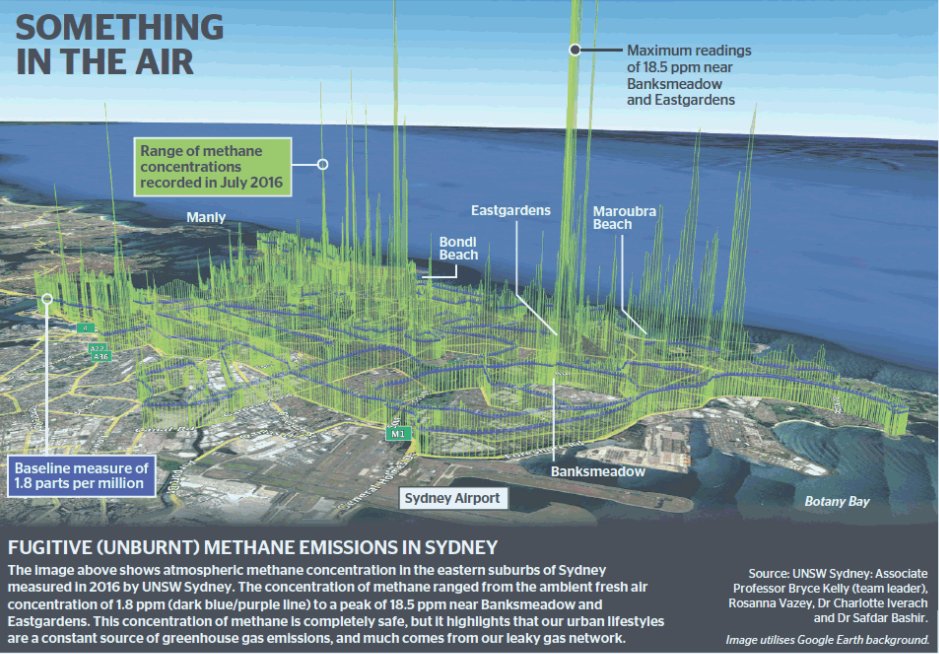 SOMETHING
IN THE AIR
Maximum readings
of 18.5 ppm near
Banksmeadow
and Eastgardens
Range of methane
concentrations
recorded in July 2016
Manly
Eastgardens
Maroubra
Beach
Bondi
Beach
4
A22
A36
M1
Baseline measure of
1.8 parts per million
Banksmeadow
Sydney Airport
Botany Bay
FUGITIVE (UNBURNT) METHANE EMISSIONS IN SYDNEY
The image above shows atmospheric methane concentration in the eastern suburbs of Sydney
measured in 2016 by UNSW Sydney. The concentration of methane ranged from the ambient fresh air
concentration of 1.8 ppm (dark blue/purple line) to a peak of 18.5 ppm near Banksmeadow and
Eastgardens. This concentration of methane is completely safe, but it highlights that our urban lifestyles
are a constant source of greenhouse gas emissions, and much comes from our leaky gas network.
Source: UNSW Sydney: Associate
Professor Bryce Kelly (team leader),
Rosanna Vazey, Dr Charlotte Iverach
and Dr Safdar Bashir.
Image utilises Google Earth background.